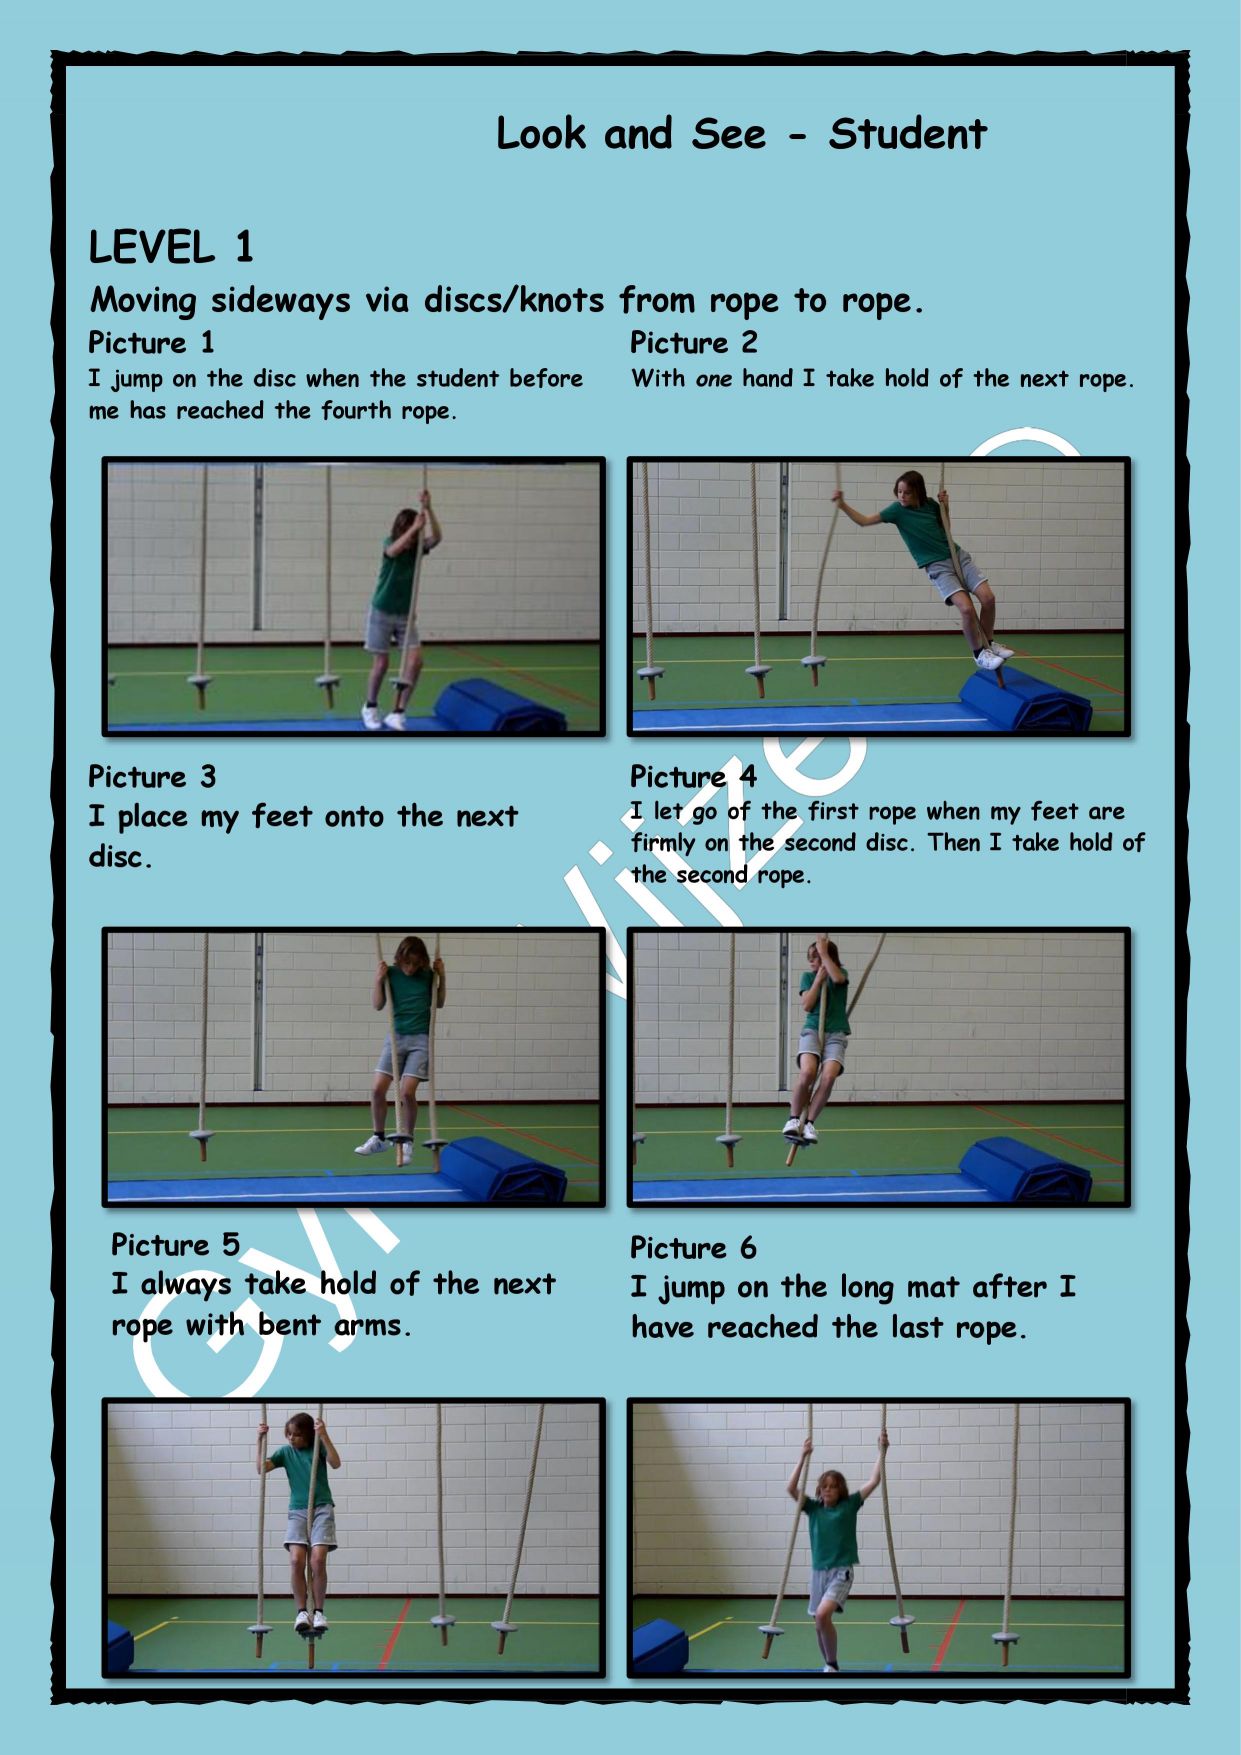 Look and See - Student
LEVEL 1
Moving sideways via discs/knots from rope to rope.
Picture 1
I jump on the disc when the student before
me has reached the fourth rope.
Picture 2
With one hand I take hold of the next rope.
Picture 3
I place my feet onto the next
disc.
Picture 4
I let go of the first rope when my feet are
firmly on the second disc. Then I take hold of
the second rope.
Picture 5
I always take hold of the next
rope with bent arms.
Picture 6
I jump on the long mat after I
have reached the last rope.